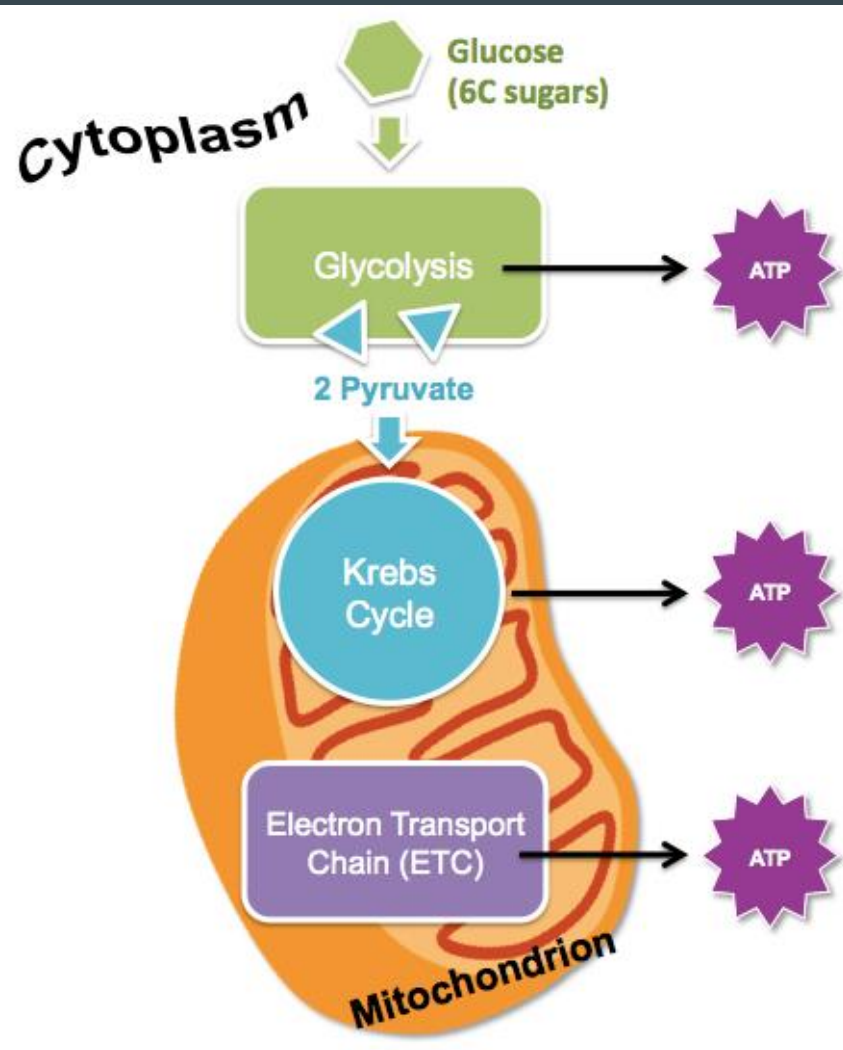 Glucose
(6C sugars)
Cytoplasm
Glycolysis
ATP
2 Pyruvate
Krebs
Cycle
ATP
Electron Transport
Chain (ETC)
ATP
Mitochondrion